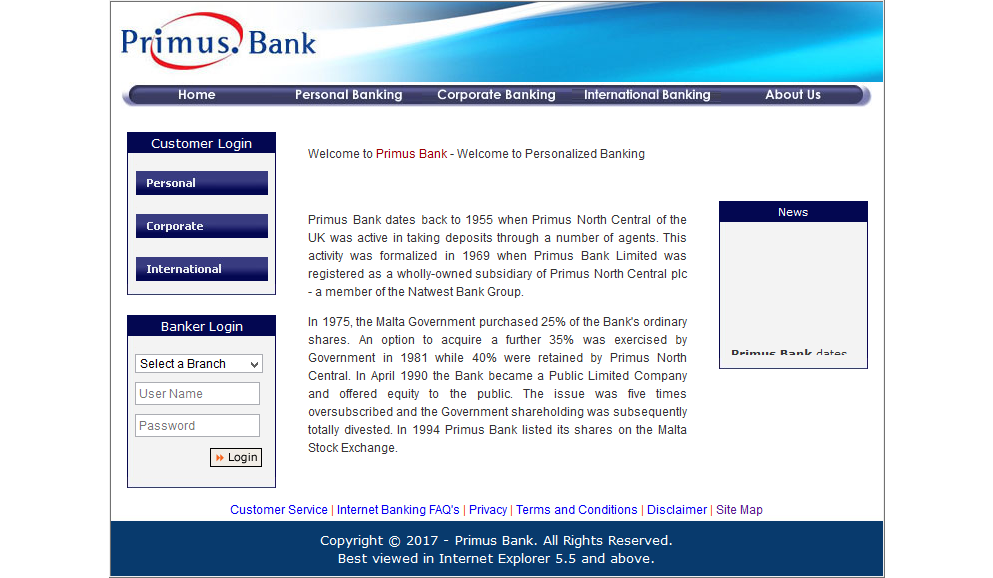 Primus. Bank
Home Personal Banking Corporate Banking International Banking About Us
Customer Login
Personal
Corporate
International
Banker Login
Select a Branch
User Name
Password
Login
Welcome to Primus Bank - Welcome to Personalized Banking
Primus Bank dates back to 1955 when Primus North Central of the
UK was active in taking deposits through a number of agents. This
activity was formalized in 1969 when Primus Bank Limited was
registered as a wholly-owned subsidiary of Primus North Central plc
- a member of the Natwest Bank Group.
In 1975, the Malta Government purchased 25% of the Bank's ordinary
shares. An option to acquire a further 35% was exercised by
Government in 1981 while 40% were retained by Primus North
Central. In April 1990 the Bank became a Public Limited Company
and offered equity to the public. The issue was five times
oversubscribed and the Government shareholding was subsequently
totally divested. In 1994 Primus Bank listed its shares on the Malta
Stock Exchange.
News
Primus Bank dates
Customer Service | Internet Banking FAQ's | Privacy | Terms and Conditions | Disclaimer | Site Map
Copyright © 2017 - Primus Bank. All Rights Reserved.
Best viewed in Internet Explorer 5.5 and above.